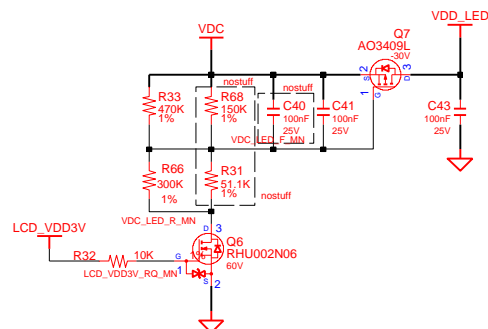 VDC
VDD_LED
Q7
AO3409L
-30V
2
3
S
D
G
1
nostuff
nostuff
R33
470K
1%
R68
150K
1%
C40
100nF
25V
C41
100nF
25V
C43
100nF
25V
VDC_LED_F_MN
R66
300K
1%
R31
51.1K
1%
nostuff
VDC_LED_R_MN
LCD_VDD3V
D
3
Q6
RHU002N06
60V
R32
10K
1%
G
1
LCD_VDD3V_RQ_MN
S
2